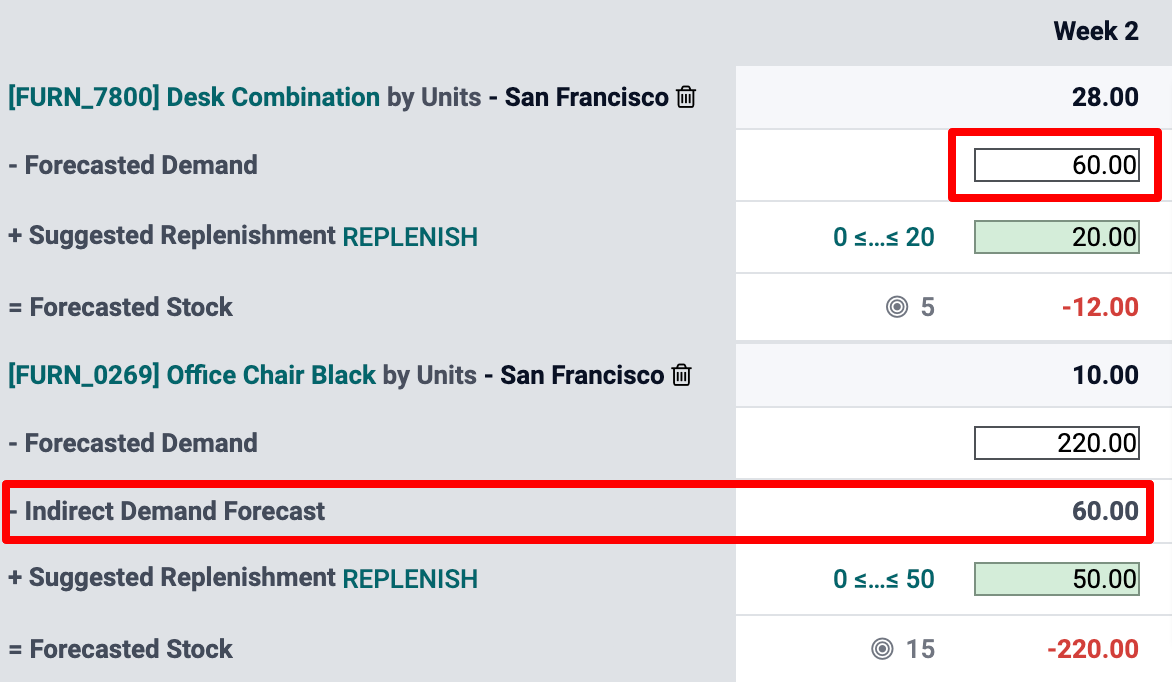 Week 2
[FURN_7800] Desk Combination by Units - San Francisco 28.00
- Forecasted Demand 60.00
+ Suggested Replenishment REPLENISH 0 ≤...≤ 20 20.00
= Forecasted Stock 5 -12.00
[FURN_0269] Office Chair Black by Units - San Francisco 10.00
- Forecasted Demand 220.00
- Indirect Demand Forecast 60.00
+ Suggested Replenishment REPLENISH 0 ≤...≤ 50 50.00
= Forecasted Stock 15 -220.00